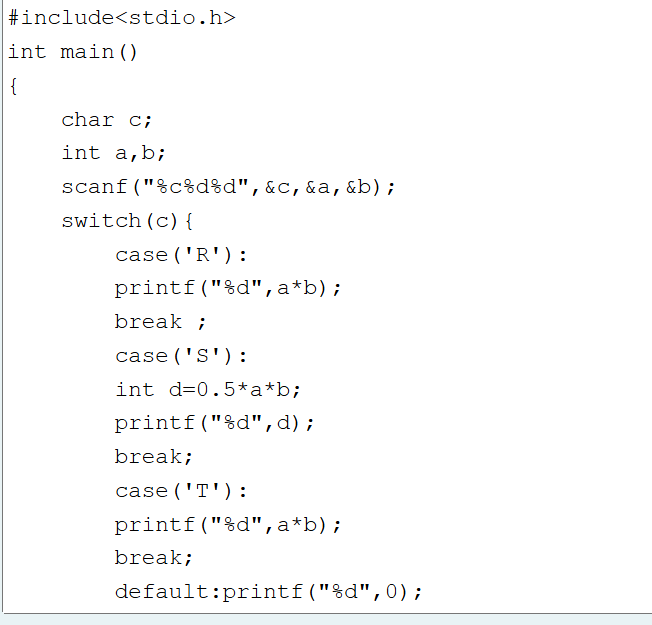 #include<stdio.h>
int main()
{
    char c;
    int a,b;
    scanf("%c%d%d",&c,&a,&b);
    switch(c){
        case('R'):
        printf("%d",a*b);
        break ;
        case('S'):
        int d=0.5*a*b;
        printf("%d",d);
        break;
        case('T'):
        printf("%d",a*b);
        break;
        default:printf("%d",0);